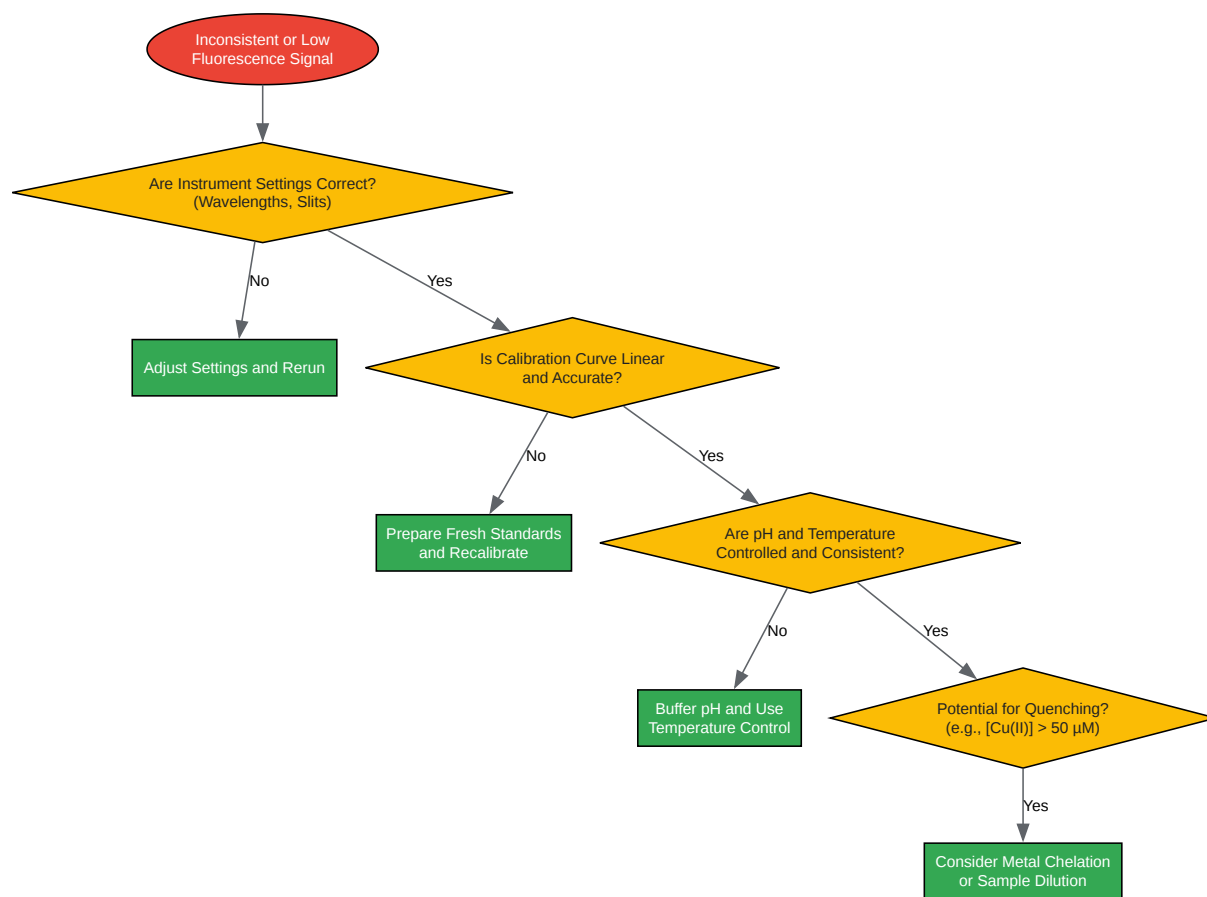 Inconsistent or Low
Fluorescence Signal
Are Instrument Settings Correct?
(Wavelengths, Slits)
No
Yes
Adjust Settings and Rerun
Is Calibration Curve Linear
and Accurate?
No
Yes
Prepare Fresh Standards
and Recalibrate
Are pH and Temperature
Controlled and Consistent?
No
Yes
Buffer pH and Use
Temperature Control
Potential for Quenching?
(e.g., [Cu(II)] > 50 µM)
Yes
Consider Metal Chelation
or Sample Dilution